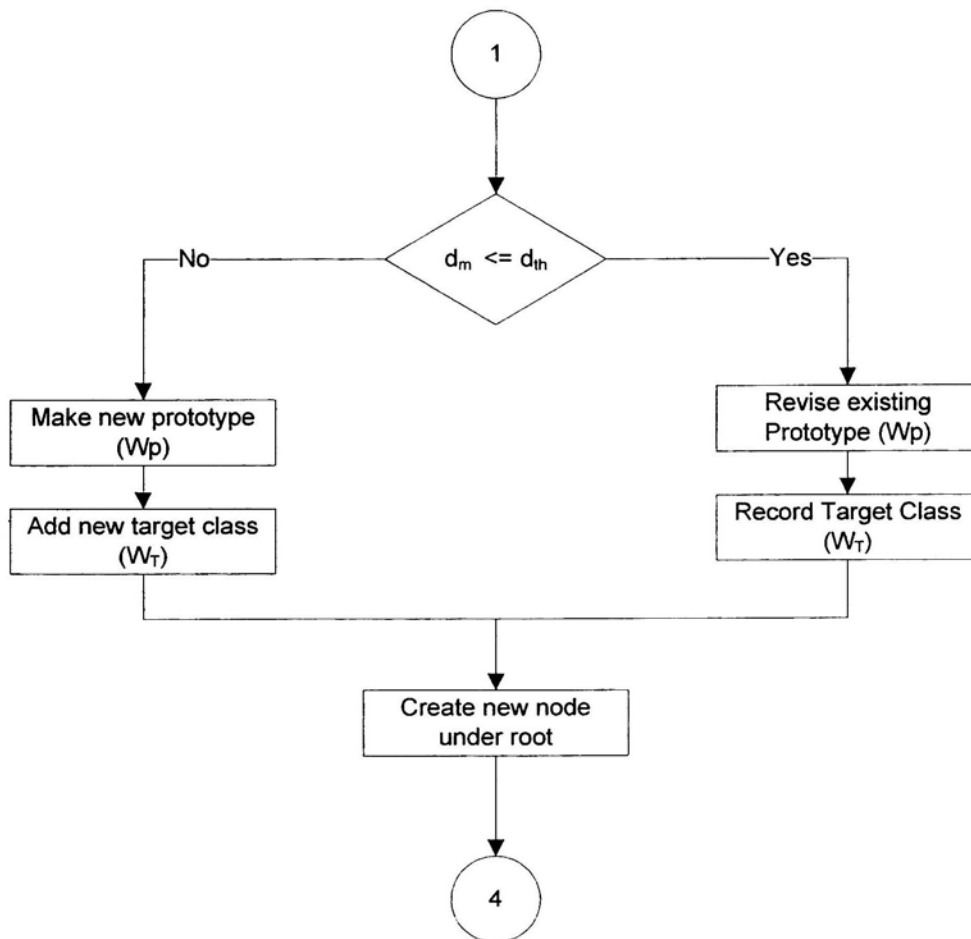 1
d_m <= d_th
No
Yes
Make new prototype
(Wp)
Revise existing
Prototype (Wp)
Add new target class
(W_T)
Record Target Class
(W_T)
Create new node
under root
4